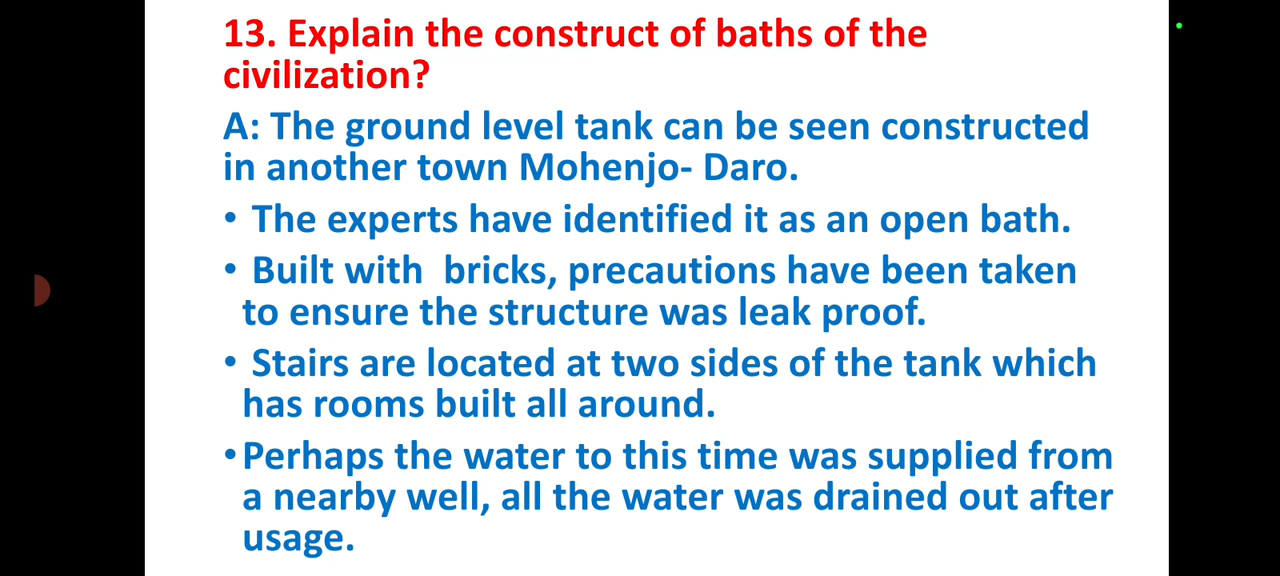 13. Explain the construct of baths of the
civilization?
A: The ground level tank can be seen constructed
in another town Mohenjo- Daro.
• The experts have identified it as an open bath.
• Built with bricks, precautions have been taken
to ensure the structure was leak proof.
• Stairs are located at two sides of the tank which
has rooms built all around.
• Perhaps the water to this time was supplied from
a nearby well, all the water was drained out after
usage.